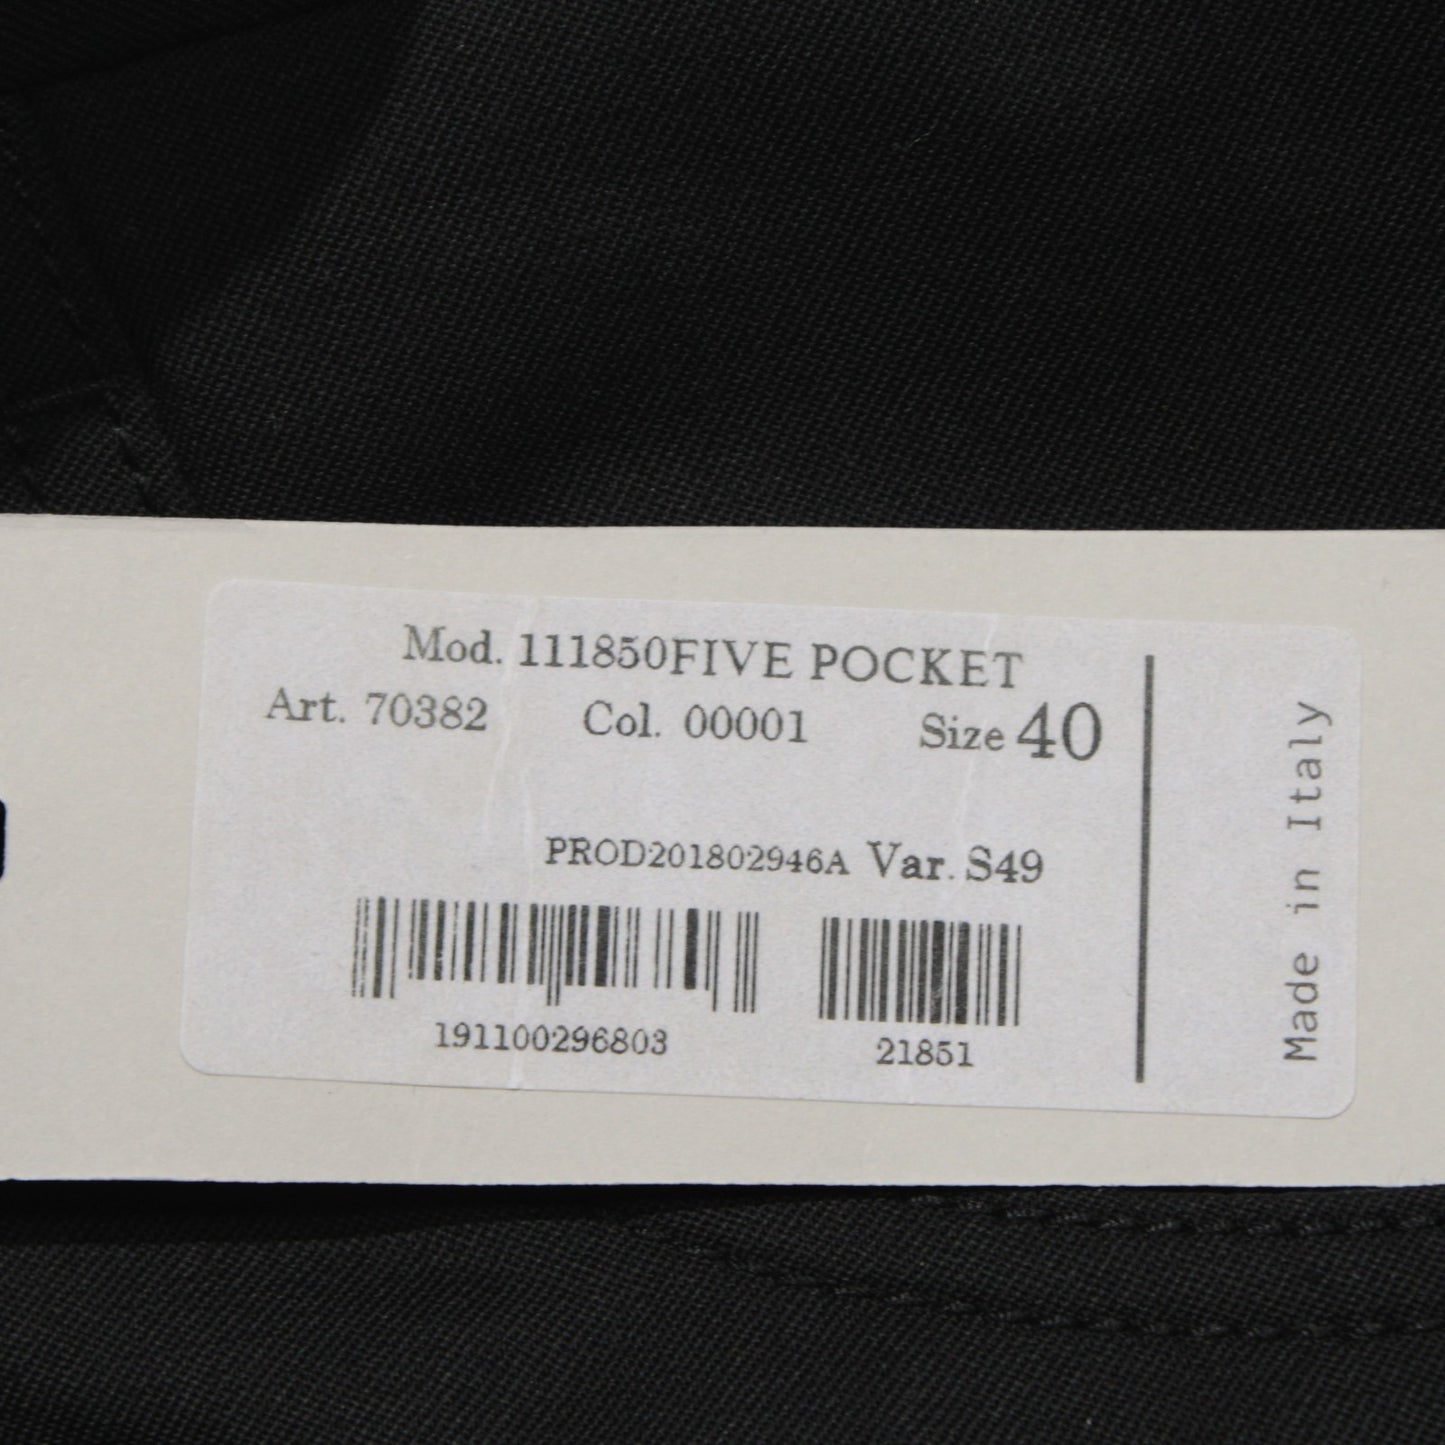 Mod. 111850FIVE POCKET
Art. 70382 Col. 00001 Size 40
PROD201802946A Var. S49
191100296803 21851
Made in Italy